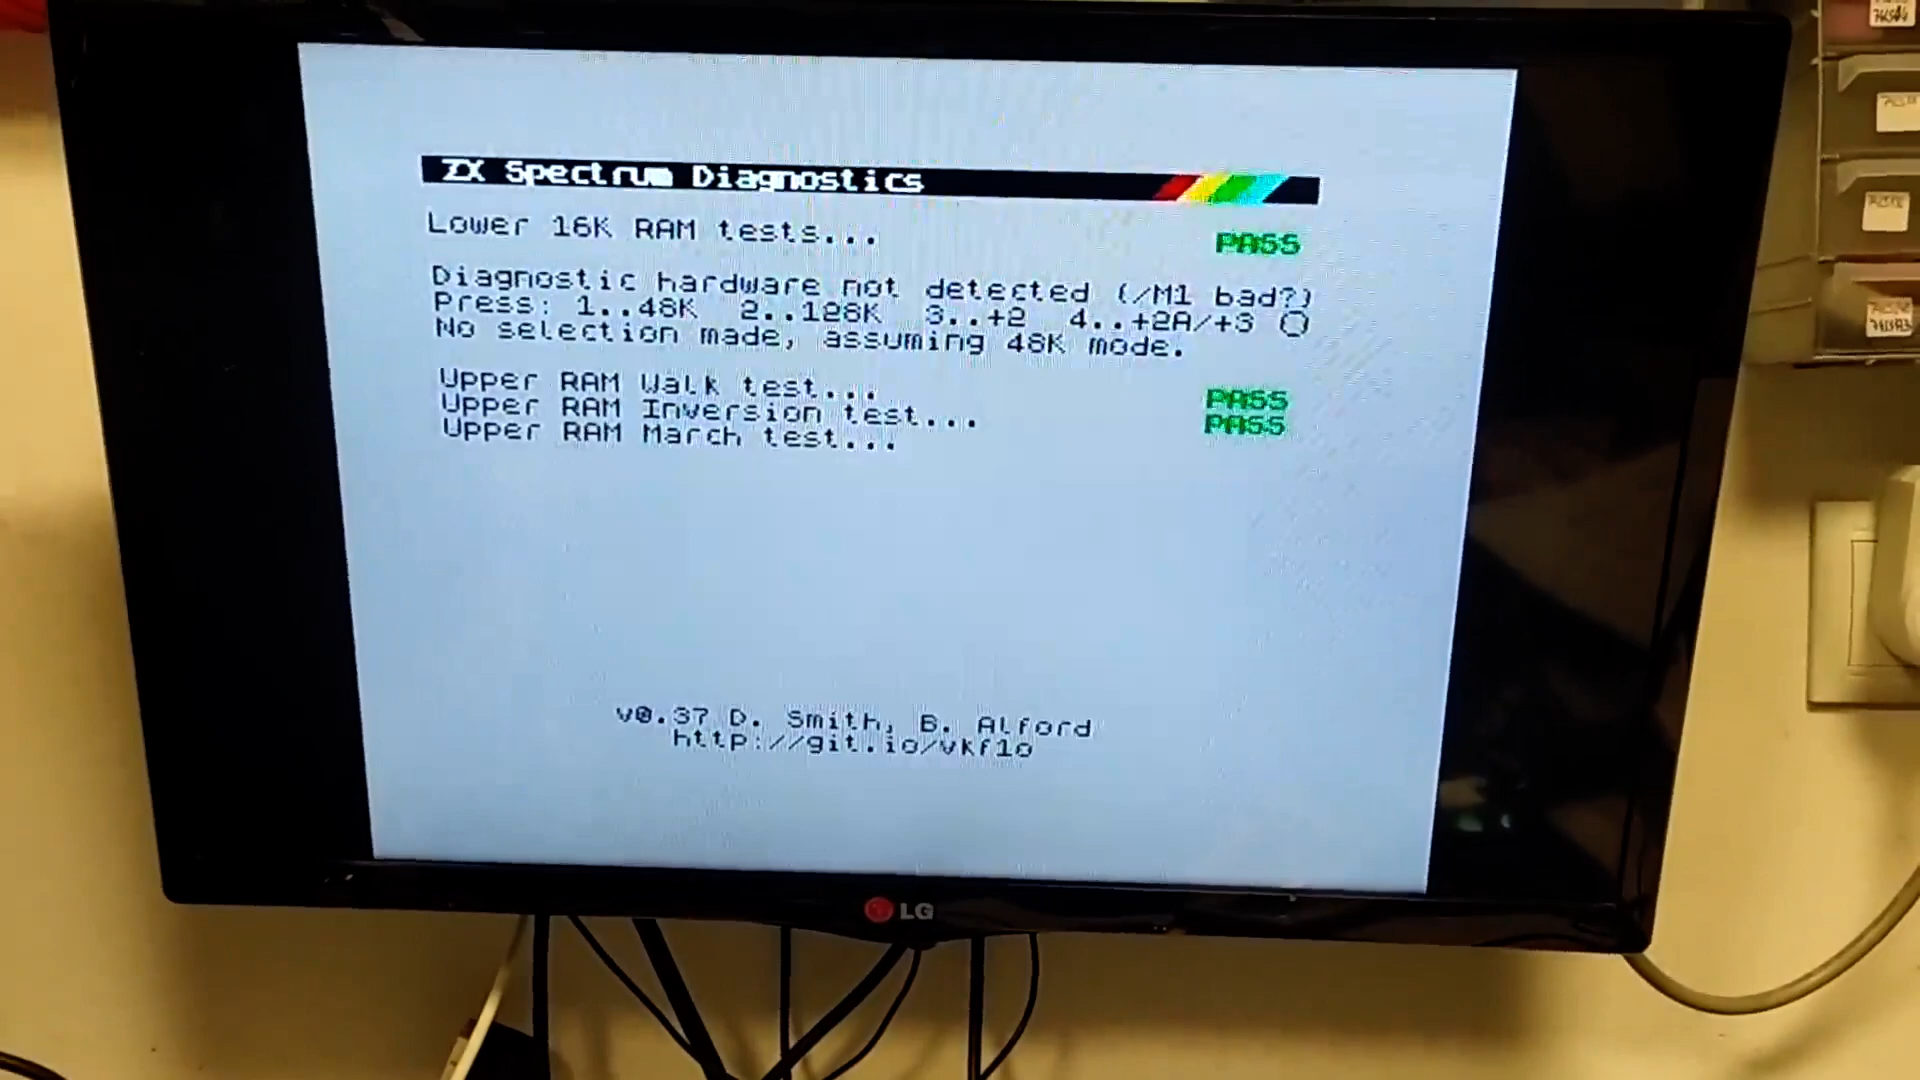 ZX Spectrum Diagnostics
Lower 16K RAM tests... PASS
Diagnostic hardware not detected (/M1 bad?)
Press: 1..48K 2..128K 3..+2 4..+2A/+3 O
No selection made, assuming 48K mode.
Upper RAM Walk test... PASS
Upper RAM Inversion test... PASS
Upper RAM March test...
v0.37 D. Smith, B. Alford
http://git.io/vkf1o
LG